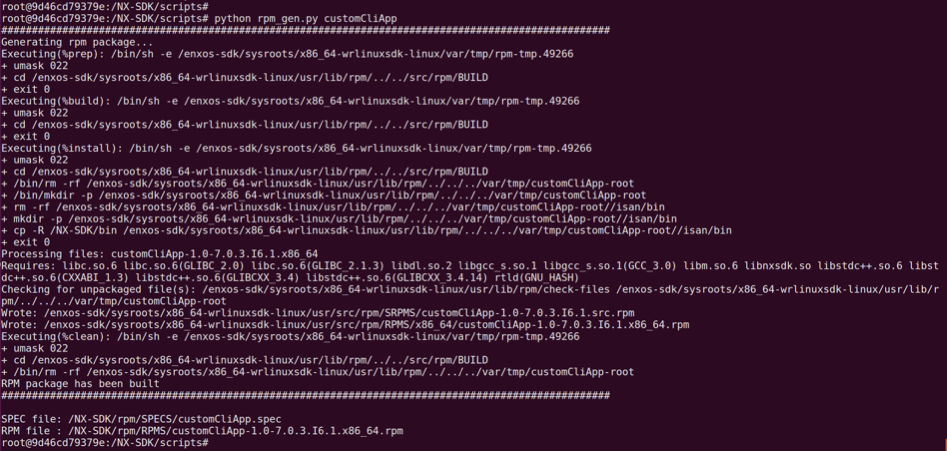 root@9d46cd79379e:/NX-SDK/scripts#
root@9d46cd79379e:/NX-SDK/scripts# python rpm_gen.py customCliApp
####################################################################################################
Generating rpm package...
Executing(%prep): /bin/sh -e /enxos-sdk/sysroots/x86_64-wrlinuxsdk-linux/var/tmp/rpm-tmp.49266
+ umask 022
+ cd /enxos-sdk/sysroots/x86_64-wrlinuxsdk-linux/usr/lib/rpm/../../src/rpm/BUILD
+ exit 0
Executing(%build): /bin/sh -e /enxos-sdk/sysroots/x86_64-wrlinuxsdk-linux/var/tmp/rpm-tmp.49266
+ umask 022
+ cd /enxos-sdk/sysroots/x86_64-wrlinuxsdk-linux/usr/lib/rpm/../../src/rpm/BUILD
+ exit 0
Executing(%install): /bin/sh -e /enxos-sdk/sysroots/x86_64-wrlinuxsdk-linux/var/tmp/rpm-tmp.49266
+ umask 022
+ cd /enxos-sdk/sysroots/x86_64-wrlinuxsdk-linux/usr/lib/rpm/../../src/rpm/BUILD
+ /bin/rm -rf /enxos-sdk/sysroots/x86_64-wrlinuxsdk-linux/usr/lib/rpm/../../../var/tmp/customCliApp-root
+ /bin/mkdir -p /enxos-sdk/sysroots/x86_64-wrlinuxsdk-linux/usr/lib/rpm/../../../var/tmp/customCliApp-root
+ rm -rf /enxos-sdk/sysroots/x86_64-wrlinuxsdk-linux/usr/lib/rpm/../../../var/tmp/customCliApp-root//isan/bin
+ mkdir -p /enxos-sdk/sysroots/x86_64-wrlinuxsdk-linux/usr/lib/rpm/../../../var/tmp/customCliApp-root//isan/bin
+ cp -R /NX-SDK/bin /enxos-sdk/sysroots/x86_64-wrlinuxsdk-linux/usr/lib/rpm/../../../var/tmp/customCliApp-root//isan/bin
+ exit 0
Processing files: customCliApp-1.0-7.0.3.I6.1.x86_64
Requires: libc.so.6 libc.so.6(GLIBC_2.0) libc.so.6(GLIBC_2.1.3) libdl.so.2 libgcc_s.so.1 libgcc_s.so.1(GCC_3.0) libm.so.6 libnxsdk.so libstdc++.so.6 libst
dc++.so.6(CXXABI_1.3) libstdc++.so.6(GLIBCXX_3.4) libstdc++.so.6(GLIBCXX_3.4.14) rtld(GNU_HASH)
Checking for unpackaged file(s): /enxos-sdk/sysroots/x86_64-wrlinuxsdk-linux/usr/lib/rpm/check-files /enxos-sdk/sysroots/x86_64-wrlinuxsdk-linux/usr/lib/r
pm/../../../var/tmp/customCliApp-root
Wrote: /enxos-sdk/sysroots/x86_64-wrlinuxsdk-linux/usr/src/rpm/SRPMS/customCliApp-1.0-7.0.3.I6.1.src.rpm
Wrote: /enxos-sdk/sysroots/x86_64-wrlinuxsdk-linux/usr/src/rpm/RPMS/x86_64/customCliApp-1.0-7.0.3.I6.1.x86_64.rpm
Executing(%clean): /bin/sh -e /enxos-sdk/sysroots/x86_64-wrlinuxsdk-linux/var/tmp/rpm-tmp.49266
+ umask 022
+ cd /enxos-sdk/sysroots/x86_64-wrlinuxsdk-linux/usr/lib/rpm/../../src/rpm/BUILD
+ /bin/rm -rf /enxos-sdk/sysroots/x86_64-wrlinuxsdk-linux/usr/lib/rpm/../../../var/tmp/customCliApp-root
RPM package has been built
####################################################################################################
SPEC file: /NX-SDK/rpm/SPECS/customCliApp.spec
RPM file : /NX-SDK/rpm/RPMS/customCliApp-1.0-7.0.3.I6.1.x86_64.rpm
root@9d46cd79379e:/NX-SDK/scripts#